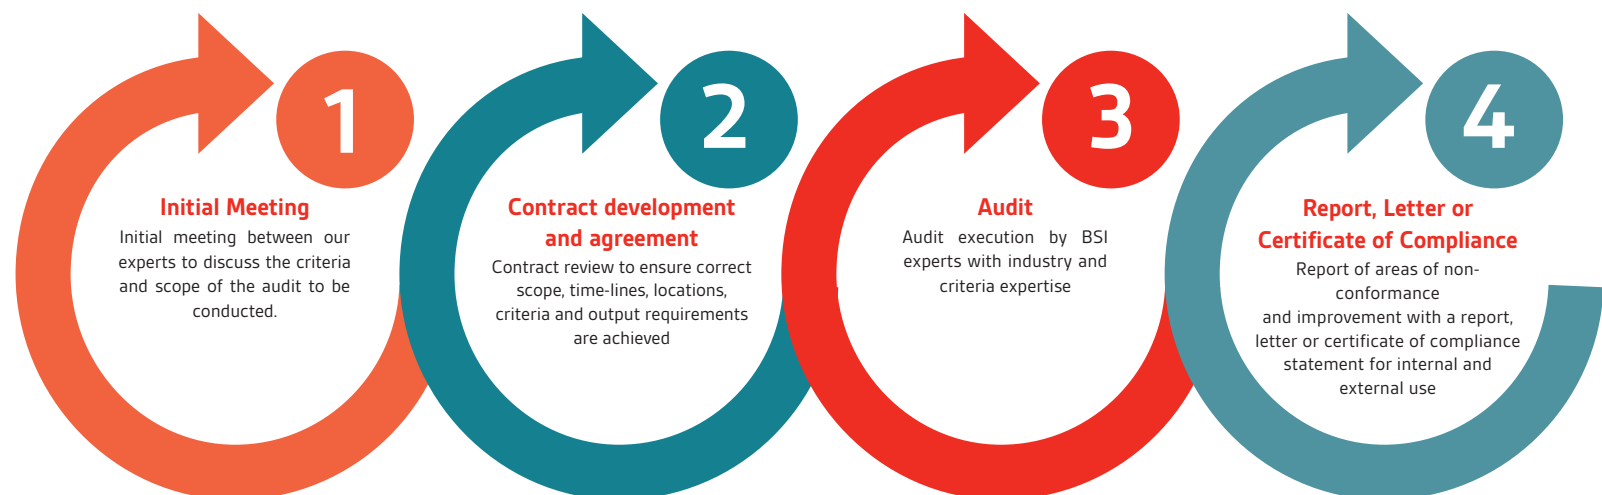 1
Initial Meeting
Initial meeting between our
experts to discuss the criteria
and scope of the audit to be
conducted.
2
Contract development
and agreement
Contract review to ensure correct
scope, time-lines, locations,
criteria and output requirements
are achieved
3
Audit
Audit execution by BSI
experts with industry and
criteria expertise
4
Report, Letter or
Certificate of Compliance
Report of areas of non-
conformance
and improvement with a report,
letter or certificate of compliance
statement for internal and
external use